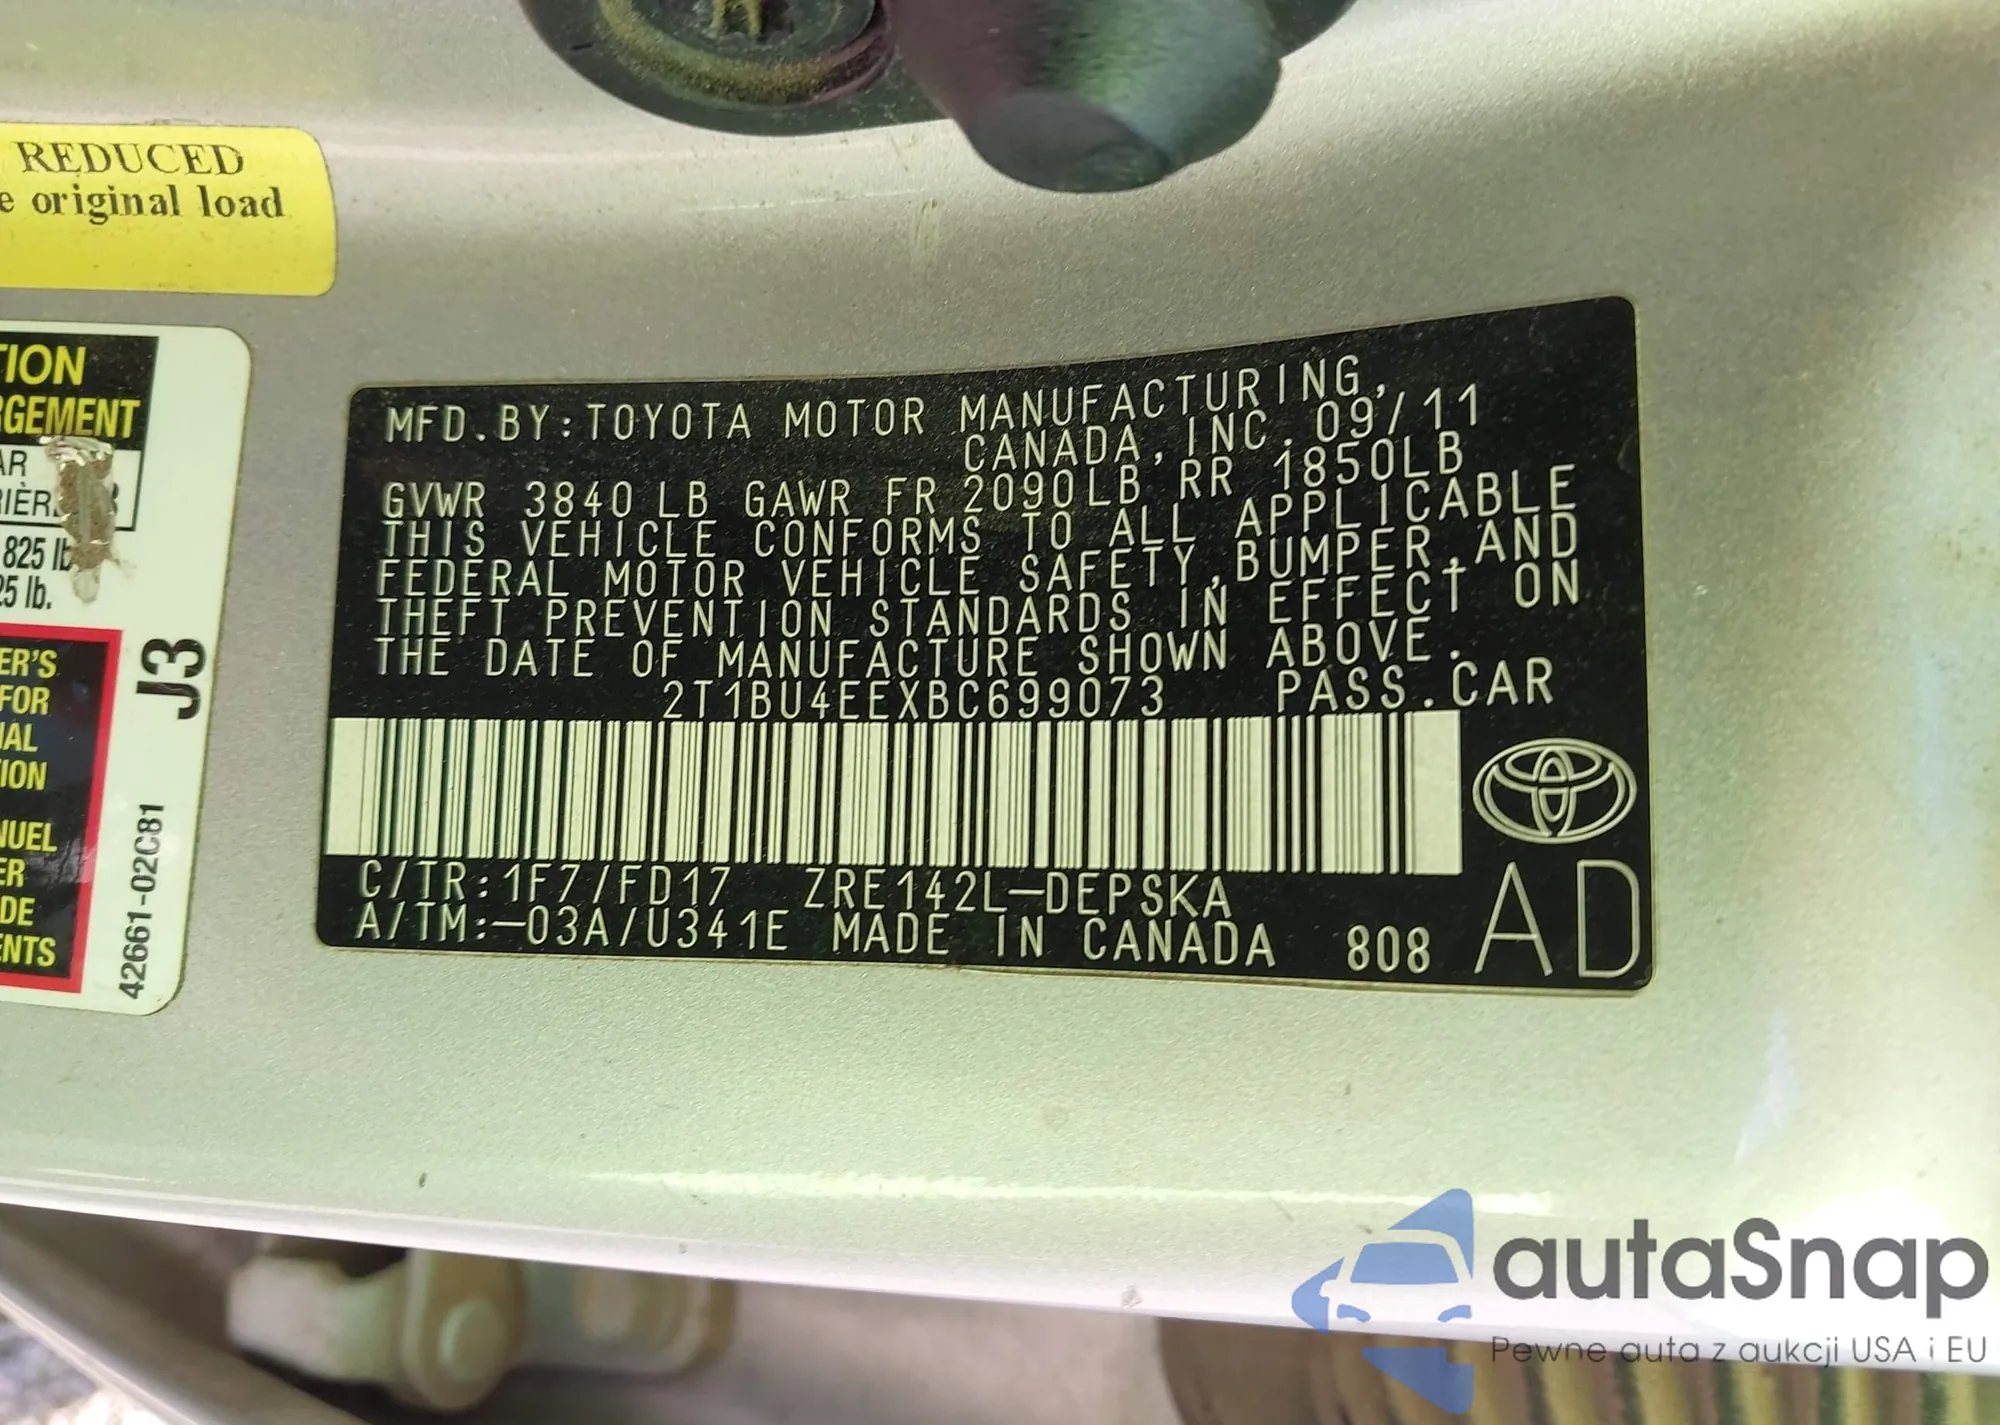 REDUCED
e original load
TION
RGEMENT
AR
825 lb
25 lb.
ER'S
FOR
TION
NUEL
ER
DE
ENTS
J3
42661-02C81
MFD.BY:TOYOTA MOTOR MANUFACTURING,
CANADA, INC. 09/11
GVWR 3840LB GAWR FR 2090LB RR 1850LB
THIS VEHICLE CONFORMS TO ALL APPLICABLE
FEDERAL MOTOR VEHICLE SAFETY, BUMPER, AND
THEFT PREVENTION STANDARDS IN EFFECT ON
THE DATE OF MANUFACTURE SHOWN ABOVE.
2T1BU4EEXBC699073 PASS.CAR
C/TR:1F7/FD17 ZRE142L-DEPSKA
A/TM:-03A/U341E MADE IN CANADA 808
AD
autaSnap
Pewne auta z aukcji USA i EU